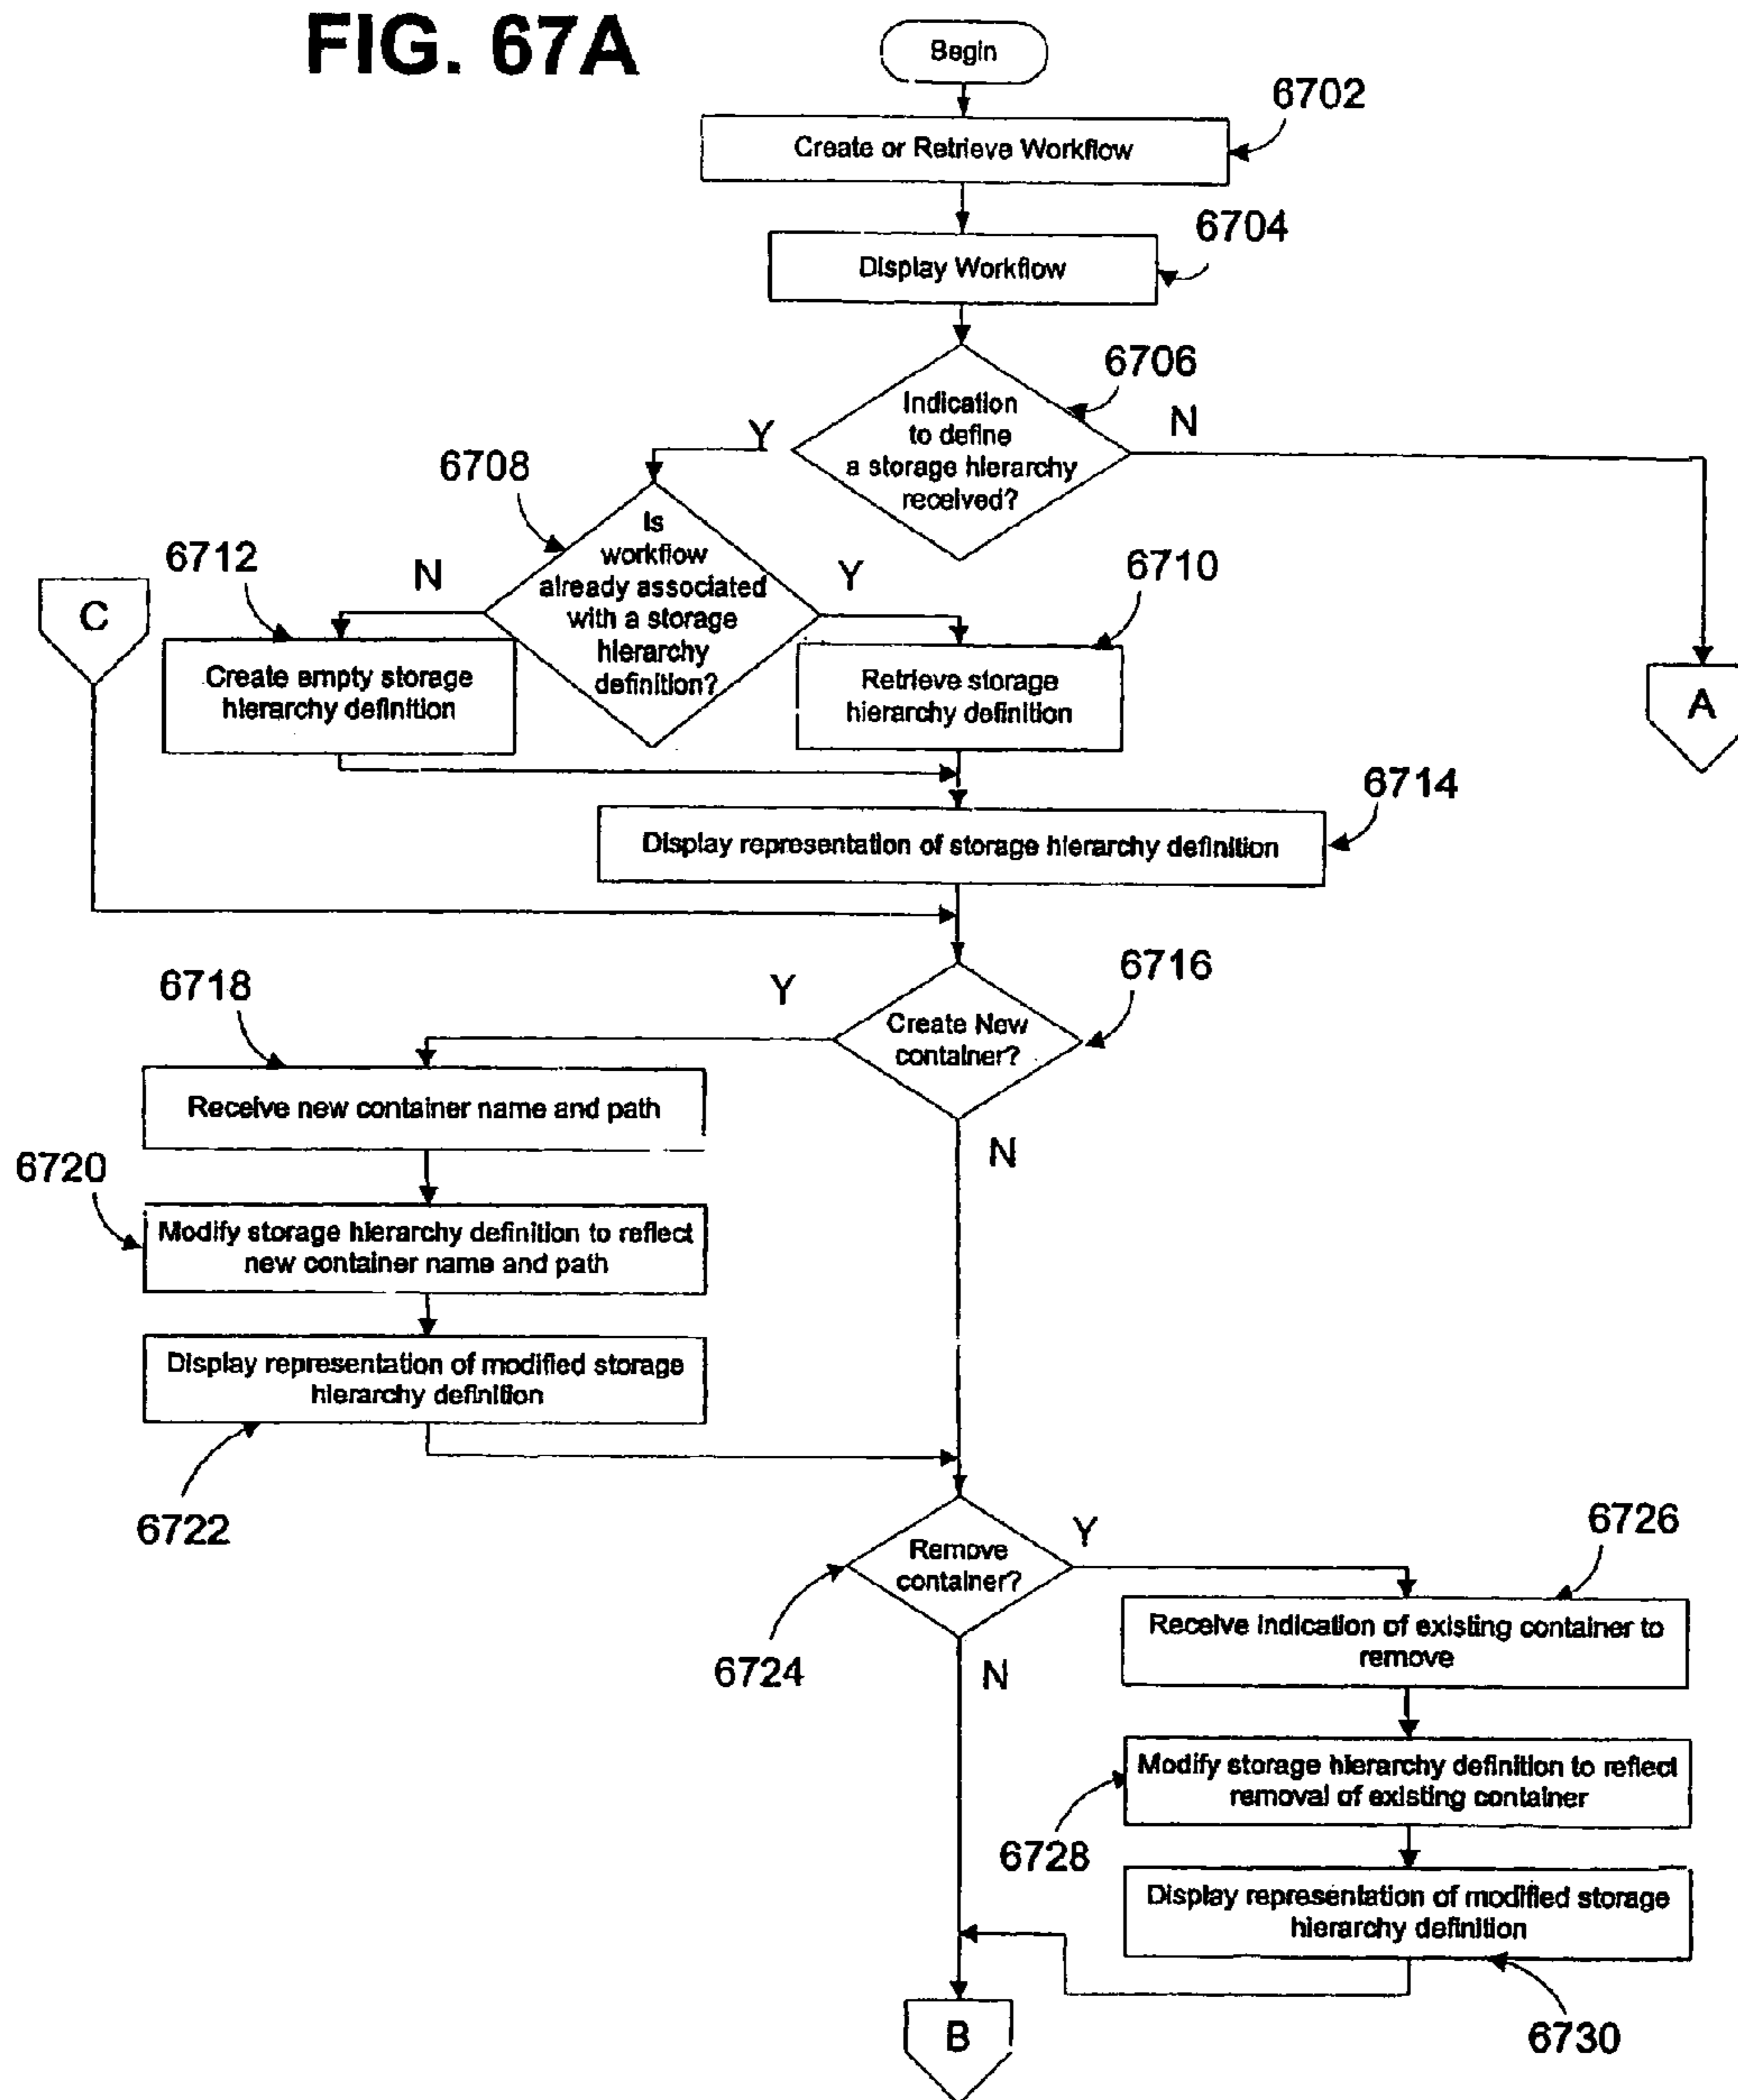 FIG. 67A
Begin
6702
Create or Retrieve Workflow
6704
Display Workflow
6706
Indication
to define
a storage hierarchy
received?
Y
N
6708
Is
workflow
already associated
with a storage
hierarchy
definition?
6712
N
Y
6710
C
Create empty storage
hierarchy definition
Retrieve storage
hierarchy definition
A
6714
Display representation of storage hierarchy definition
6716
6718
Y
Create New
container?
Receive new container name and path
N
6720
Modify storage hierarchy definition to reflect
new container name and path
Display representation of modified storage
hierarchy definition
6722
Y
6726
Remove
container?
6724
N
Receive indication of existing container to
remove
Modify storage hierarchy definition to reflect
removal of existing container
6728
Display representation of modified storage
hierarchy definition
B
6730